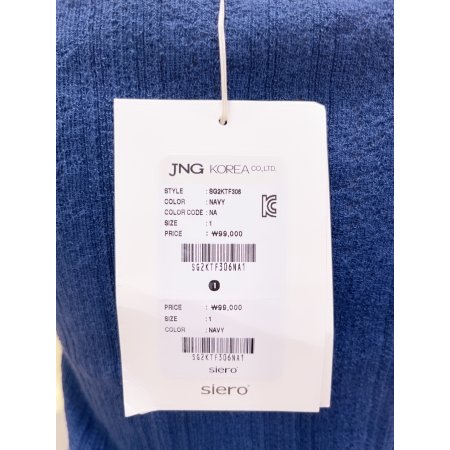 JNG KOREA CO.,LTD.
STYLE : SG2KTF306
COLOR : NAVY
COLOR CODE : NA
SIZE : 1
PRICE : ₩99,000
SG2KTF306NA1
1
PRICE : ₩99,000
SIZE : 1
COLOR : NAVY
SG2KTF306NA1
siero°
siero°